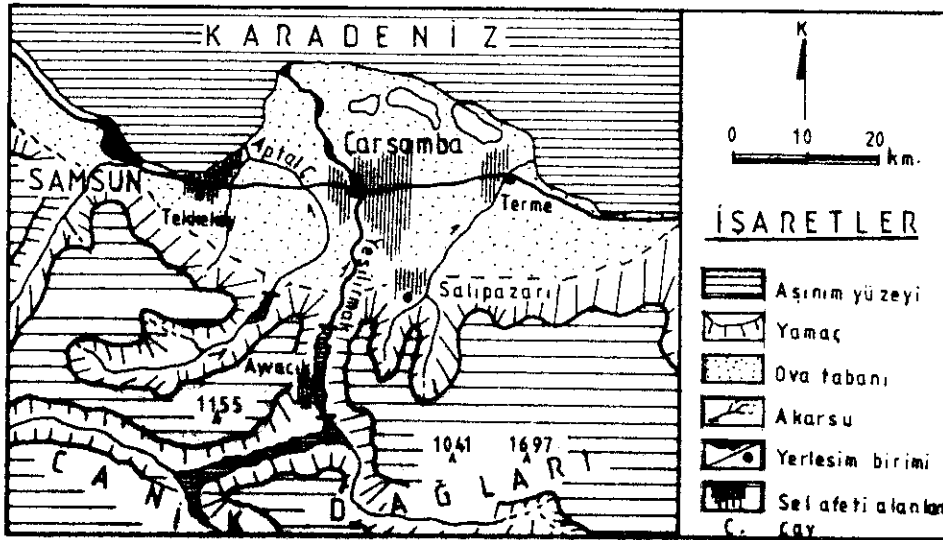 KARADENİZ
Çarşamba
Aptal Ç.
SAMSUN
Tekkeköy
Terme
Yeşilırmak
Salıpazarı
Ayvacık
1155
1041
1697
CANİK DAĞLARI
K
0 10 20 km.
İŞARETLER
Aşınım yüzeyi
Yamaç
Ova tabanı
Akarsu
Yerleşim birimi
Sel afeti alanları
Ç. Çay